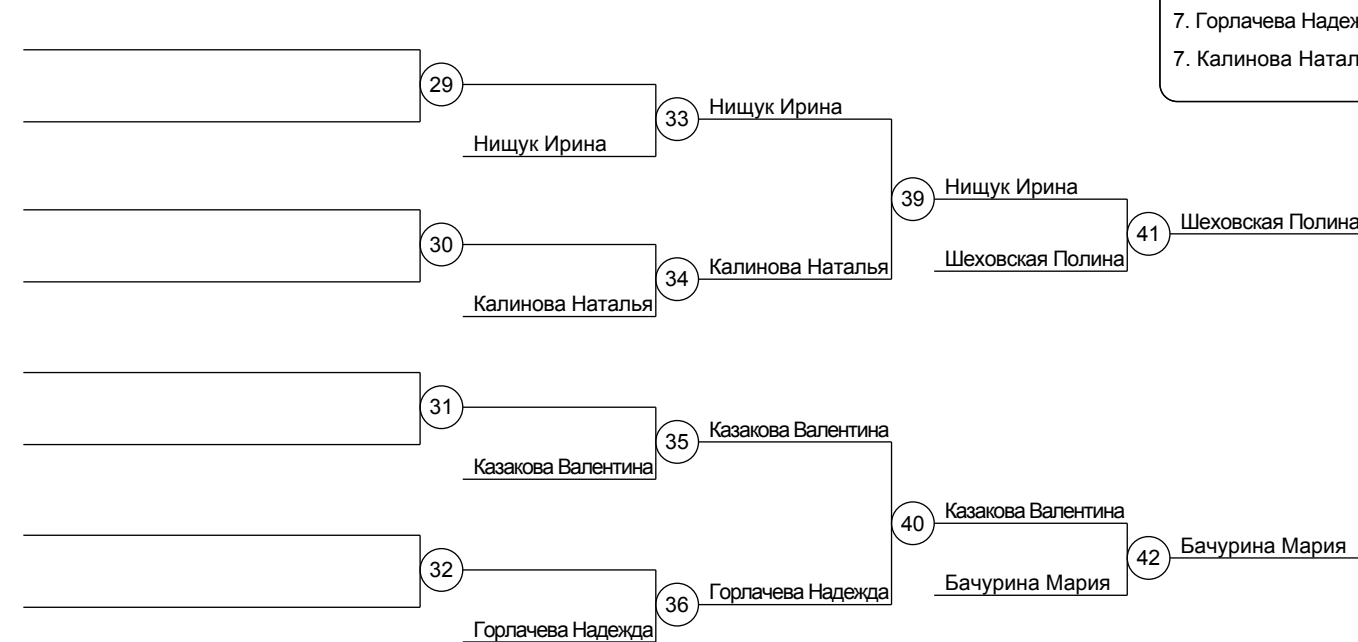 7. Горлачева Надеж
7. Калинова Натал
29
Нищук Ирина
33
Нищук Ирина
30
Калинова Наталья
34
Калинова Наталья
39
Нищук Ирина
Шеховская Полина
41
Шеховская Полина
31
Казакова Валентина
35
Казакова Валентина
32
Горлачева Надежда
36
Горлачева Надежда
40
Казакова Валентина
Бачурина Мария
42
Бачурина Мария